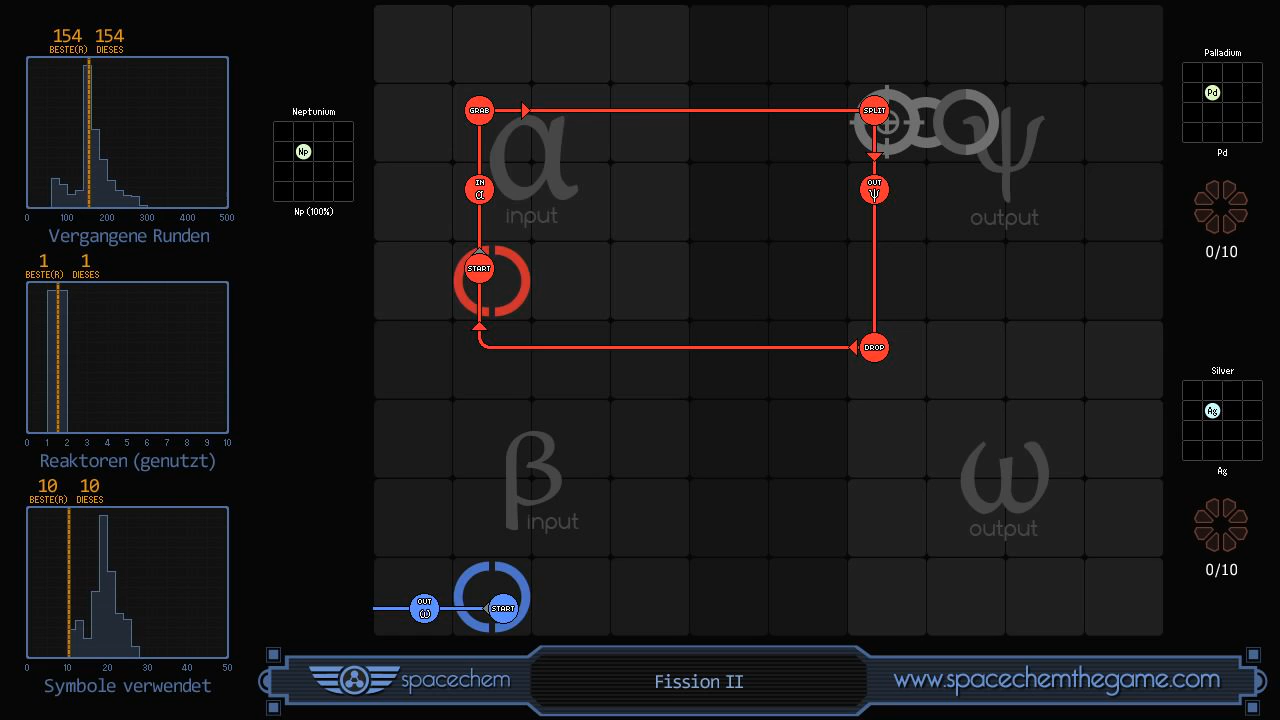 154 154
BESTE(R) DIESES
0 100 200 300 400 500
Vergangene Runden
1 1
BESTE(R) DIESES
0 1 2 3 4 5 6 7 8 9 10
Reaktoren (genutzt)
10 10
BESTE(R) DIESES
0 10 20 30 40 50
Symbole verwendet
Neptunium
Np
Np (100%)
GRAB
IN
α
START
SPLIT
OUT
Ψ
DROP
α
input
ψ
output
β
input
ω
output
OUT
START
Palladium
Pd
Pd
0/10
Silver
Ag
Ag
0/10
spacechem
Fission II
www.spacechemthegame.com